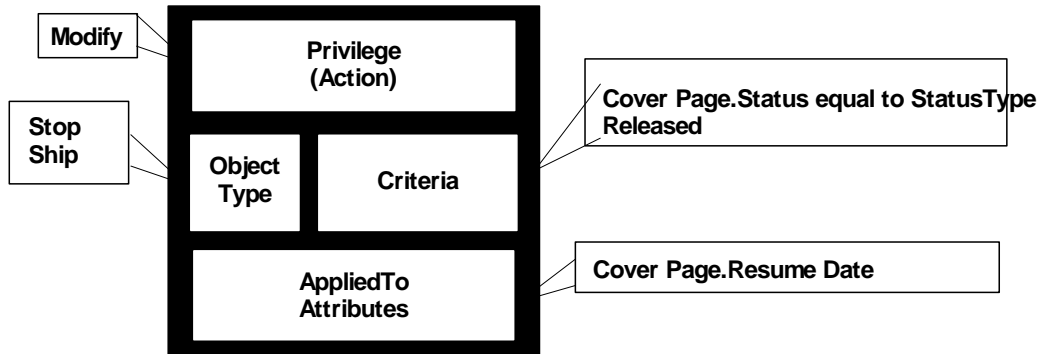 Modify
Privilege
(Action)
Cover Page.Status equal to StatusType
Released
Stop
Ship
Object
Type
Criteria
AppliedTo
Attributes
Cover Page.Resume Date